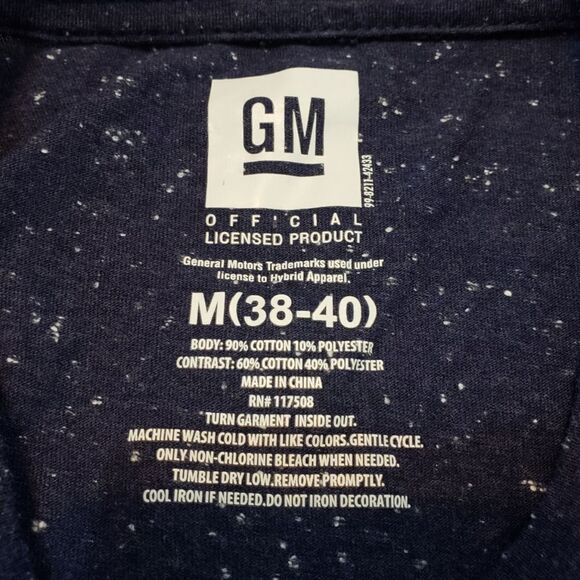 GM
OFFICIAL
LICENSED PRODUCT
99-8211-42433
General Motors Trademarks used under
license to Hybrid Apparel.
M(38-40)
BODY: 90% COTTON 10% POLYESTER
CONTRAST: 60% COTTON 40% POLYESTER
MADE IN CHINA
RN# 117508
TURN GARMENT INSIDE OUT.
MACHINE WASH COLD WITH LIKE COLORS.GENTLE CYCLE.
ONLY NON-CHLORINE BLEACH WHEN NEEDED.
TUMBLE DRY LOW.REMOVE PROMPTLY.
COOL IRON IF NEEDED.DO NOT IRON DECORATION.